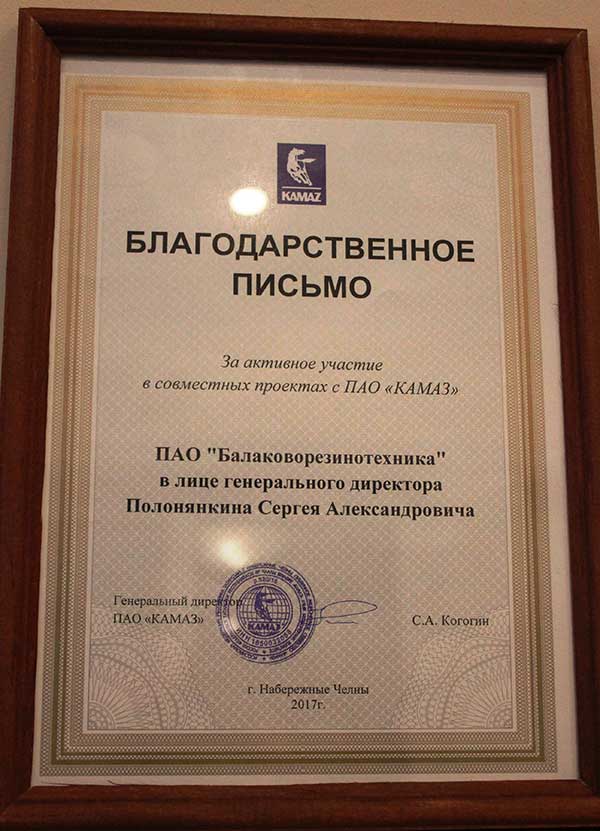 KAMAZ
БЛАГОДАРСТВЕННОЕ
ПИСЬМО
За активное участие
в совместных проектах с ПАО «КАМАЗ»
ПАО "Балаковорезинотехника"
в лице генерального директора
Полонянкина Сергея Александровича
Генеральный директор
ПАО «КАМАЗ»
КАМАЗ
С.А. Когогин
г. Набережные Челны
2017г.